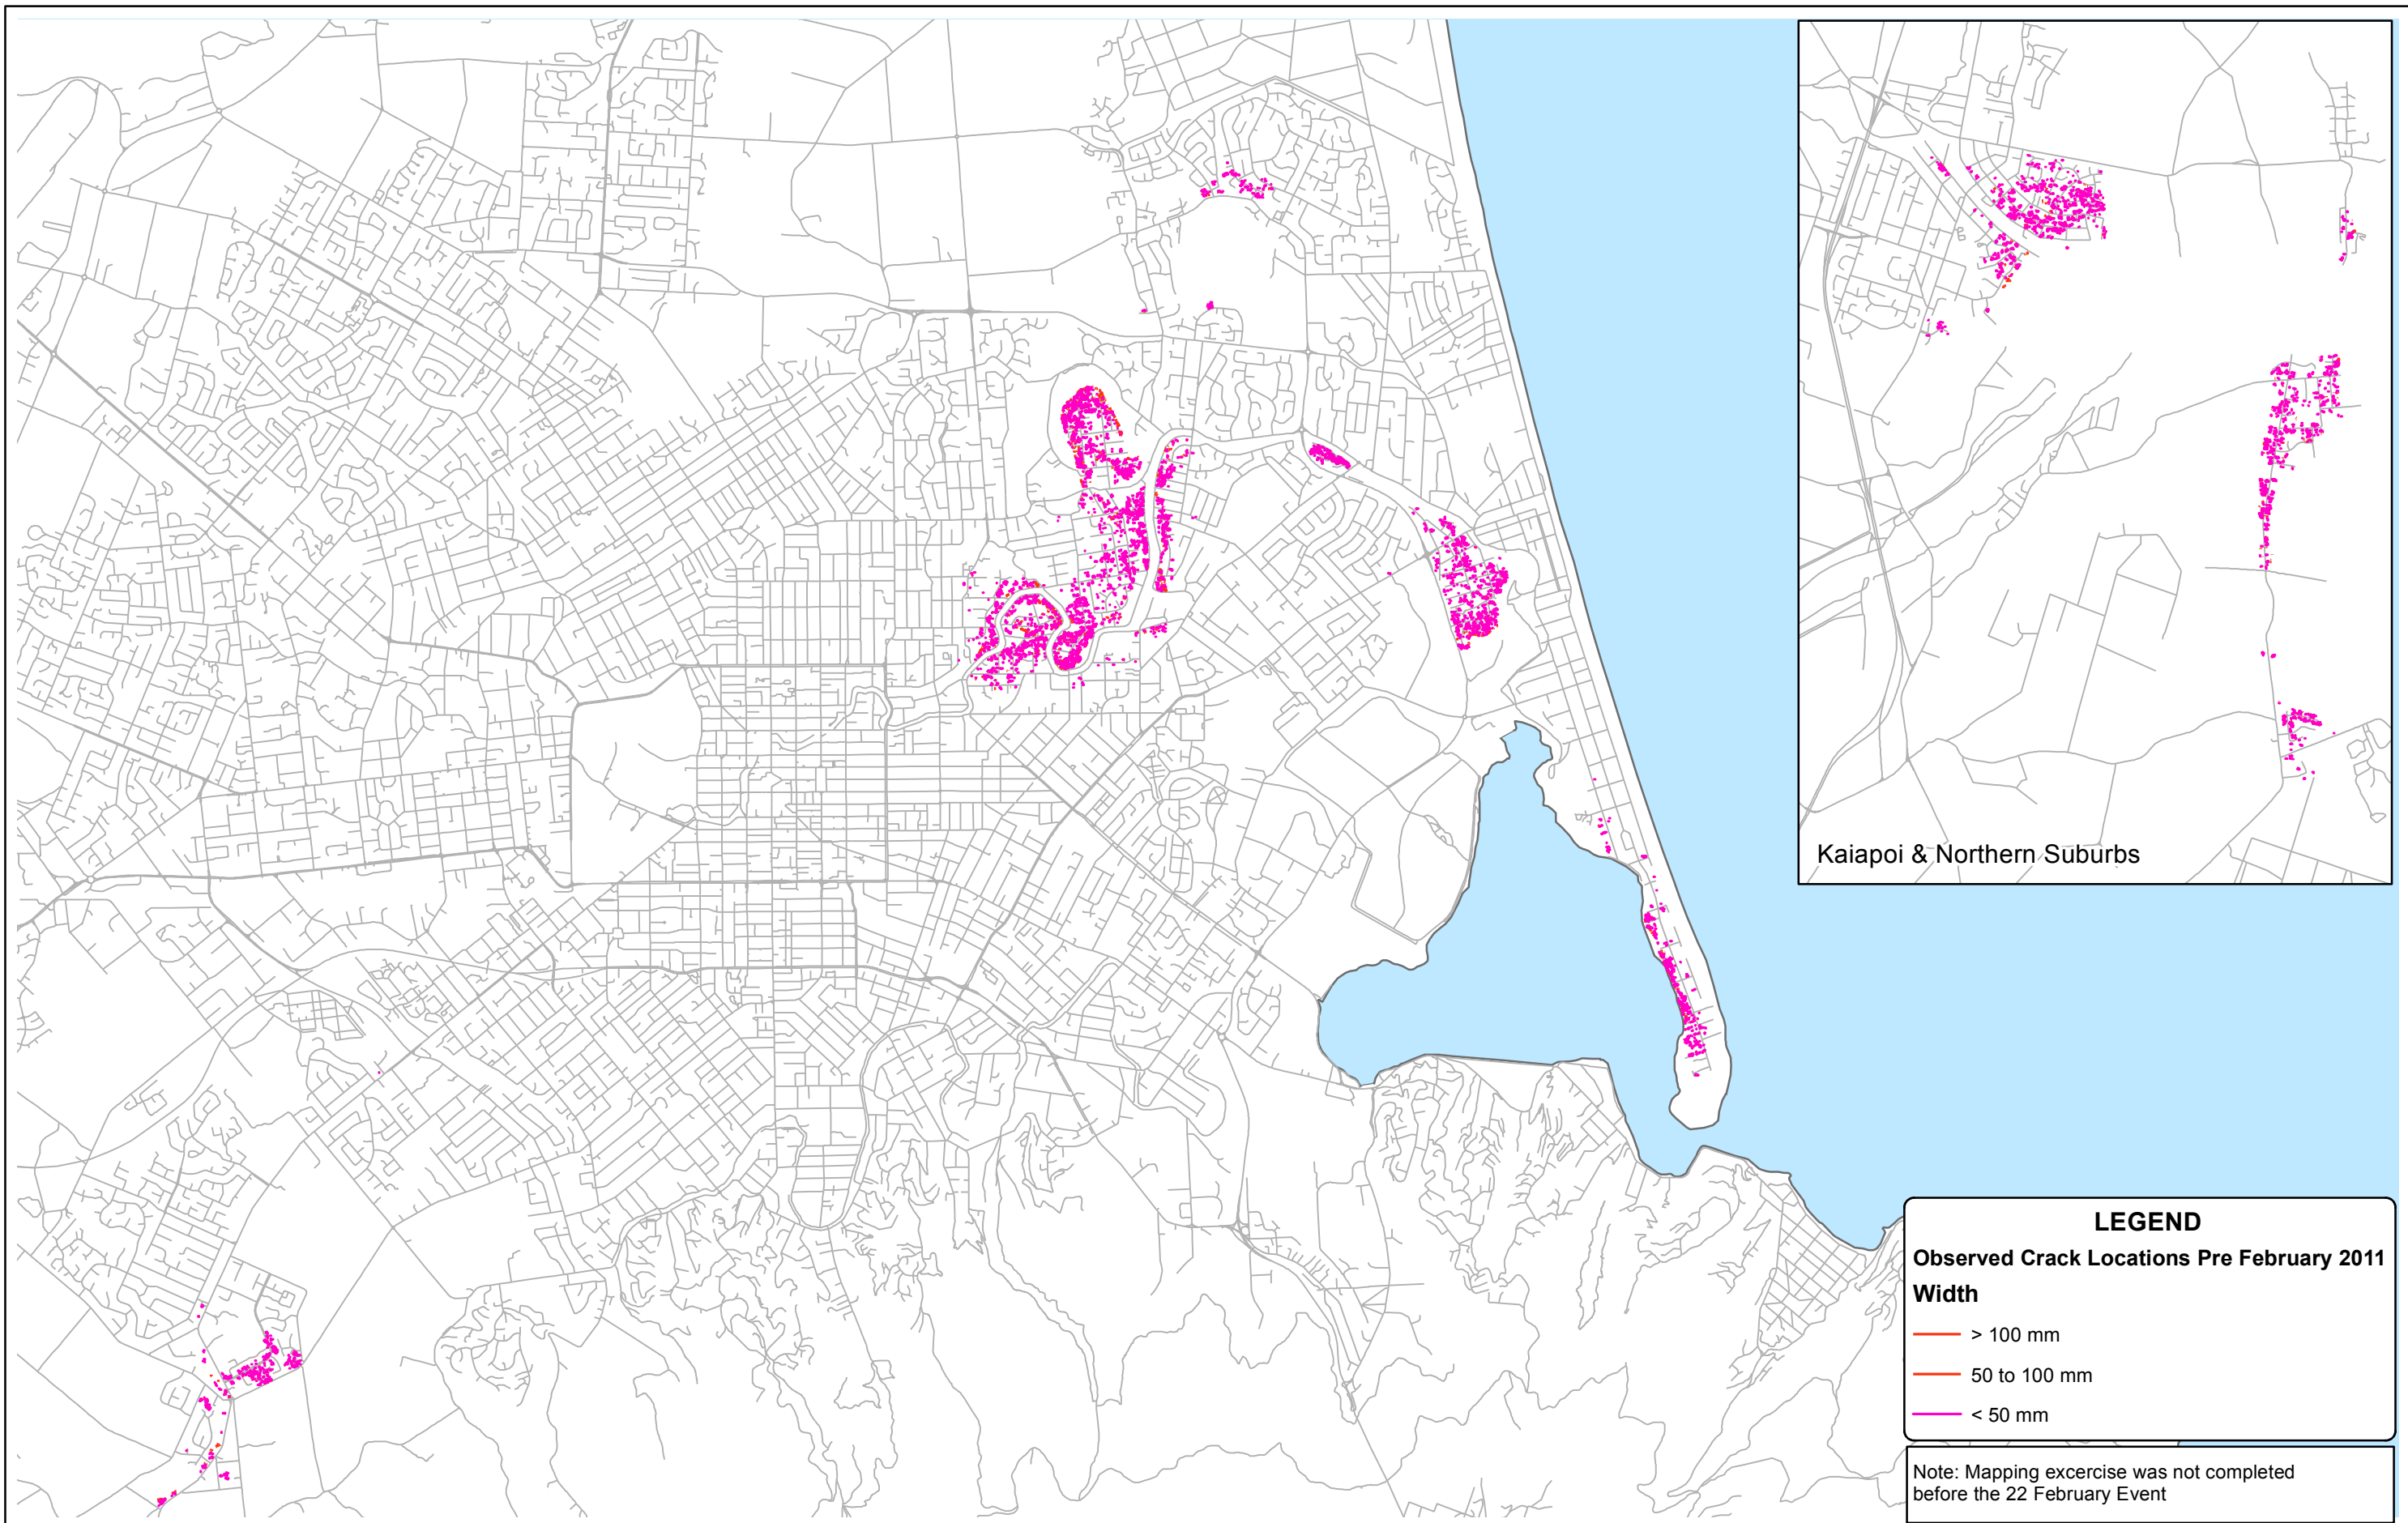 Kaiapoi & Northern Suburbs
LEGEND
Observed Crack Locations Pre February 2011
Width
> 100 mm
50 to 100 mm
< 50 mm
Note: Mapping excercise was not completed
before the 22 February Event